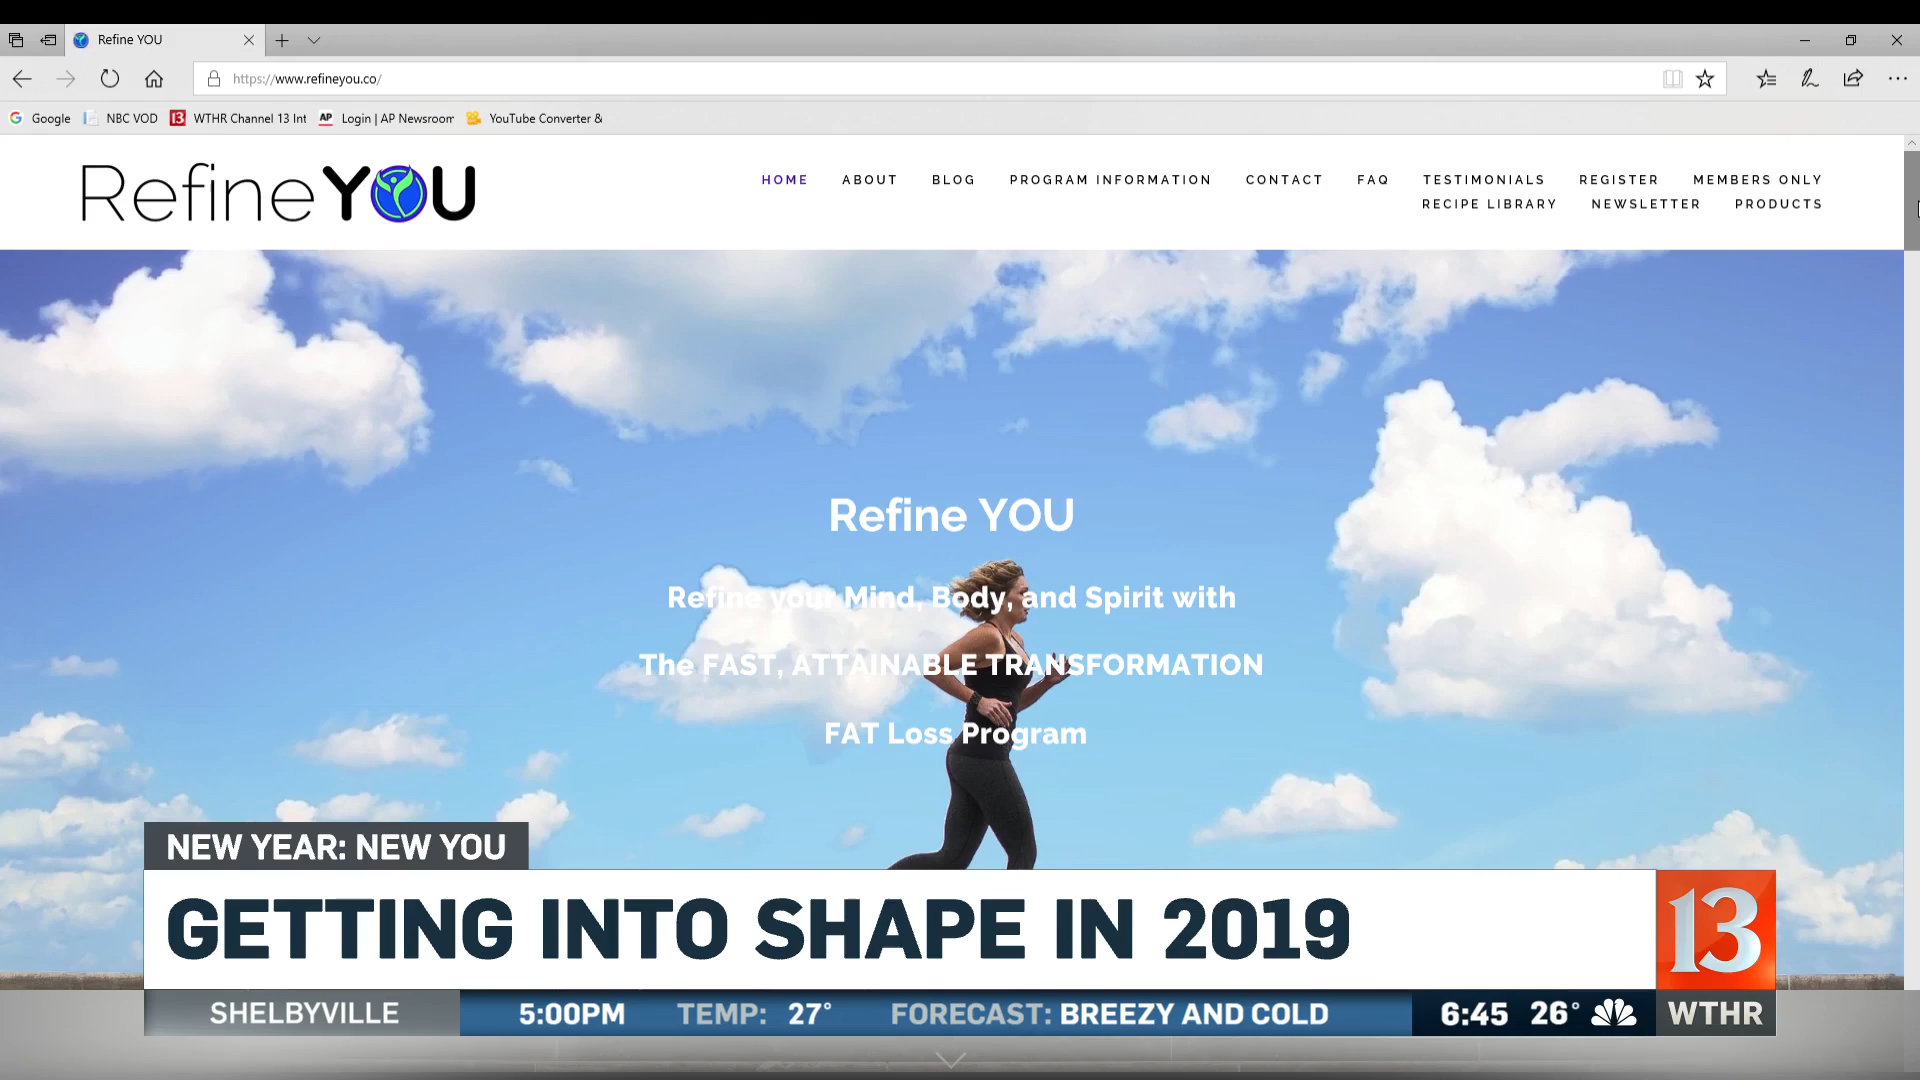 Refine YOU
https://www.refineyou.co/
Google NBC VOD 13 WTHR Channel 13 Int AP Login | AP Newsroom YouTube Converter &
RefineYOU
HOME ABOUT BLOG PROGRAM INFORMATION CONTACT FAQ TESTIMONIALS REGISTER MEMBERS ONLY
RECIPE LIBRARY NEWSLETTER PRODUCTS
Refine YOU
Refine your Mind, Body, and Spirit with
The FAST, ATTAINABLE TRANSFORMATION
FAT Loss Program
NEW YEAR: NEW YOU
GETTING INTO SHAPE IN 2019
13
SHELBYVILLE 5:00PM TEMP: 27° FORECAST: BREEZY AND COLD 6:45 26° WTHR